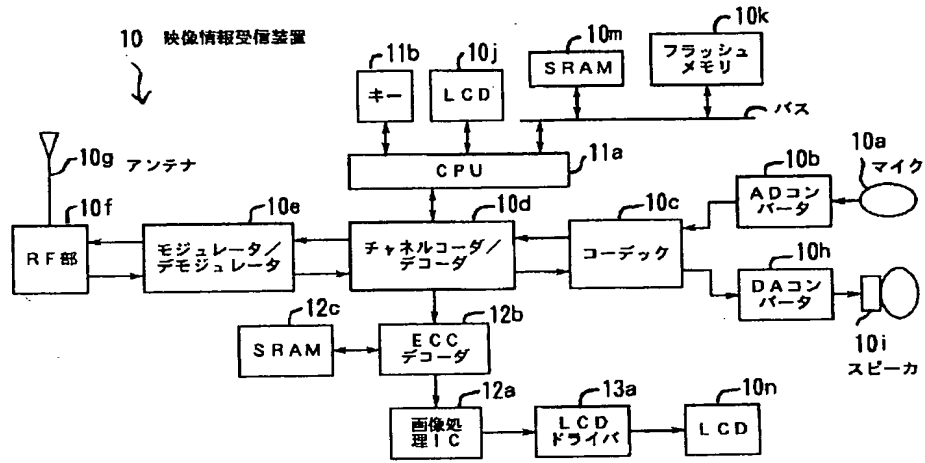 10 映像情報受信装置
11b
キー
10j
LCD
10m
SRAM
10k
フラッシュ
メモリ
バス
CPU
11a
10g
アンテナ
10f
RF部
10e
モジュレータ/
デモジュレータ
10d
チャネルコーダ/
デコーダ
10c
コーデック
10b
ADコン
バータ
10a
マイク
10h
DAコン
バータ
10i
スピーカ
12c
SRAM
12b
ECC
デコーダ
12a
画像処
理IC
13a
LCD
ドライバ
10n
LCD